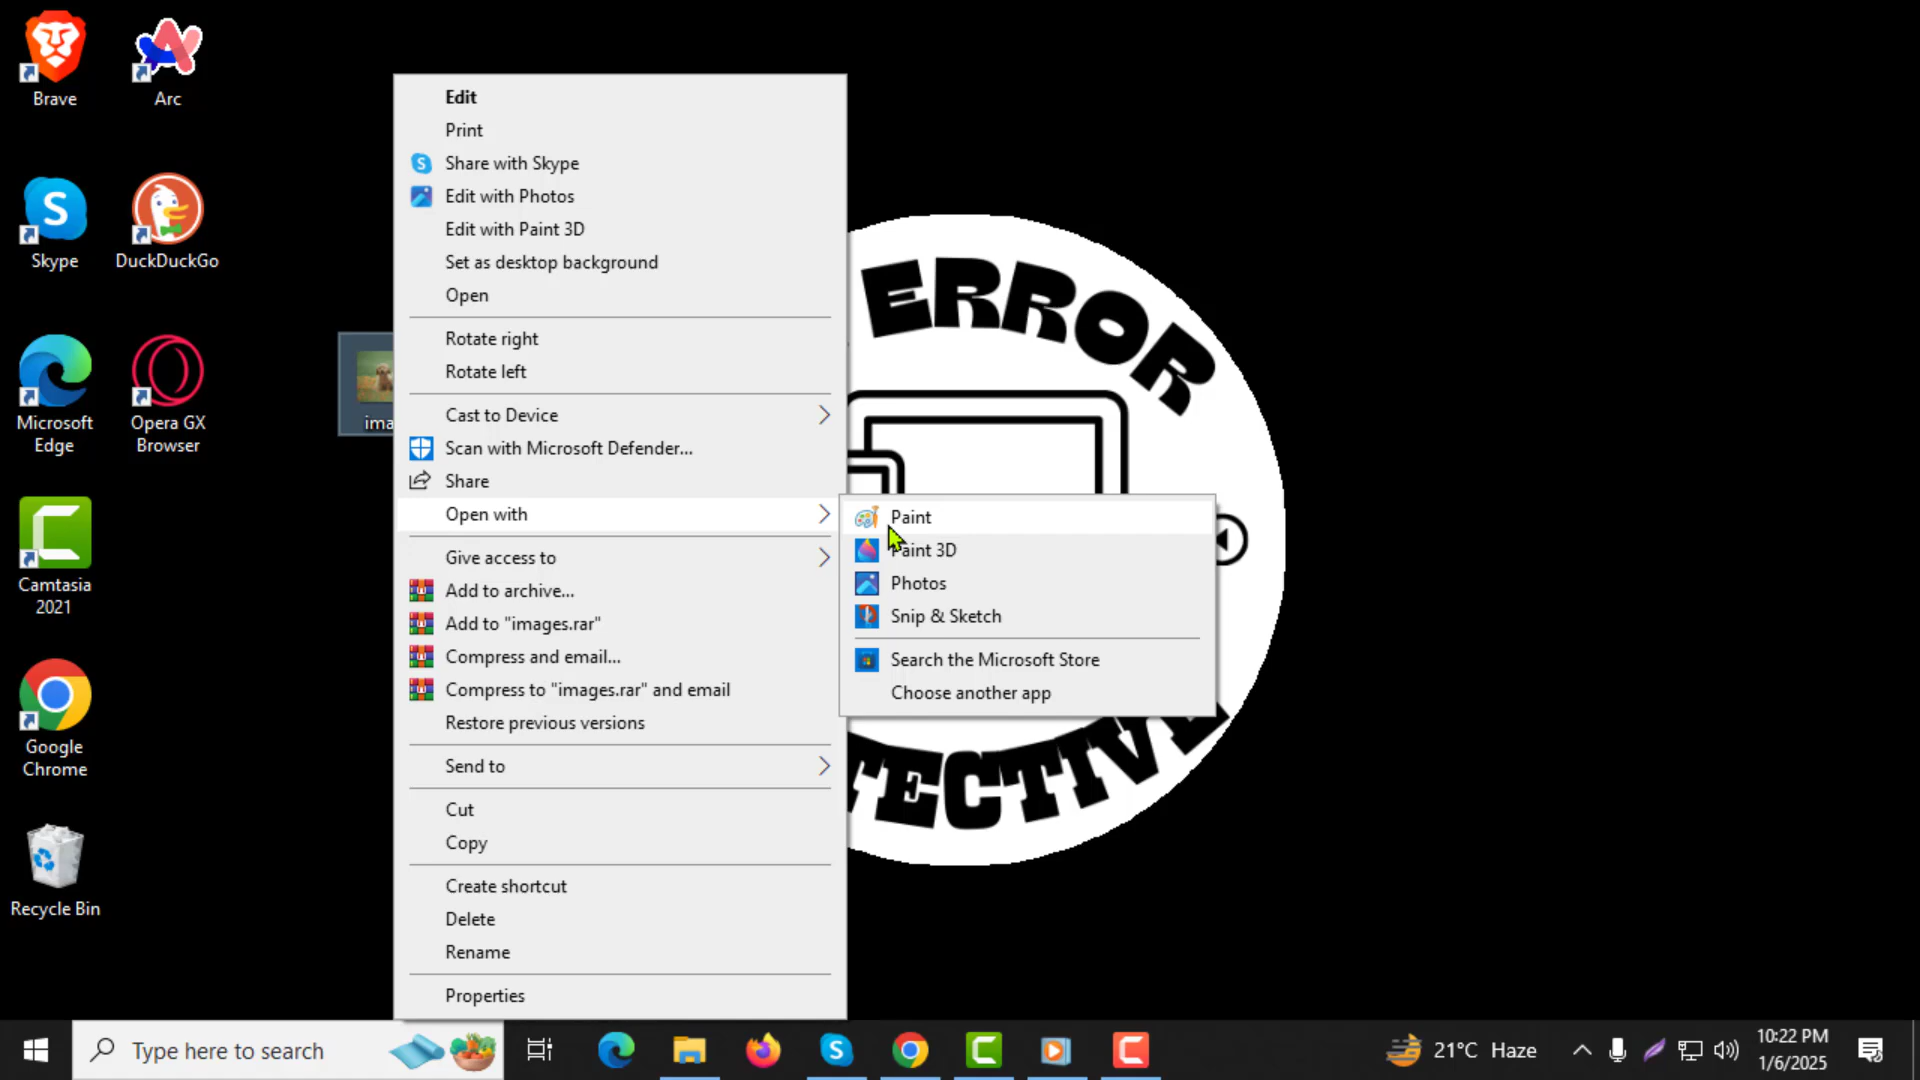 Brave
Arc
Skype
DuckDuckGo
Microsoft
Edge
Opera GX
Browser
Camtasia
2021
Google
Chrome
Recycle Bin
ima
Edit
Print
Share with Skype
Edit with Photos
Edit with Paint 3D
Set as desktop background
Open
Rotate right
Rotate left
Cast to Device
Scan with Microsoft Defender...
Share
Open with
Give access to
Add to archive...
Add to "images.rar"
Compress and email...
Compress to "images.rar" and email
Restore previous versions
Send to
Cut
Copy
Create shortcut
Delete
Rename
Properties
Paint
Paint 3D
Photos
Snip & Sketch
Search the Microsoft Store
Choose another app
ERROR
TECTIVE
Type here to search
21°C Haze
10:22 PM
1/6/2025